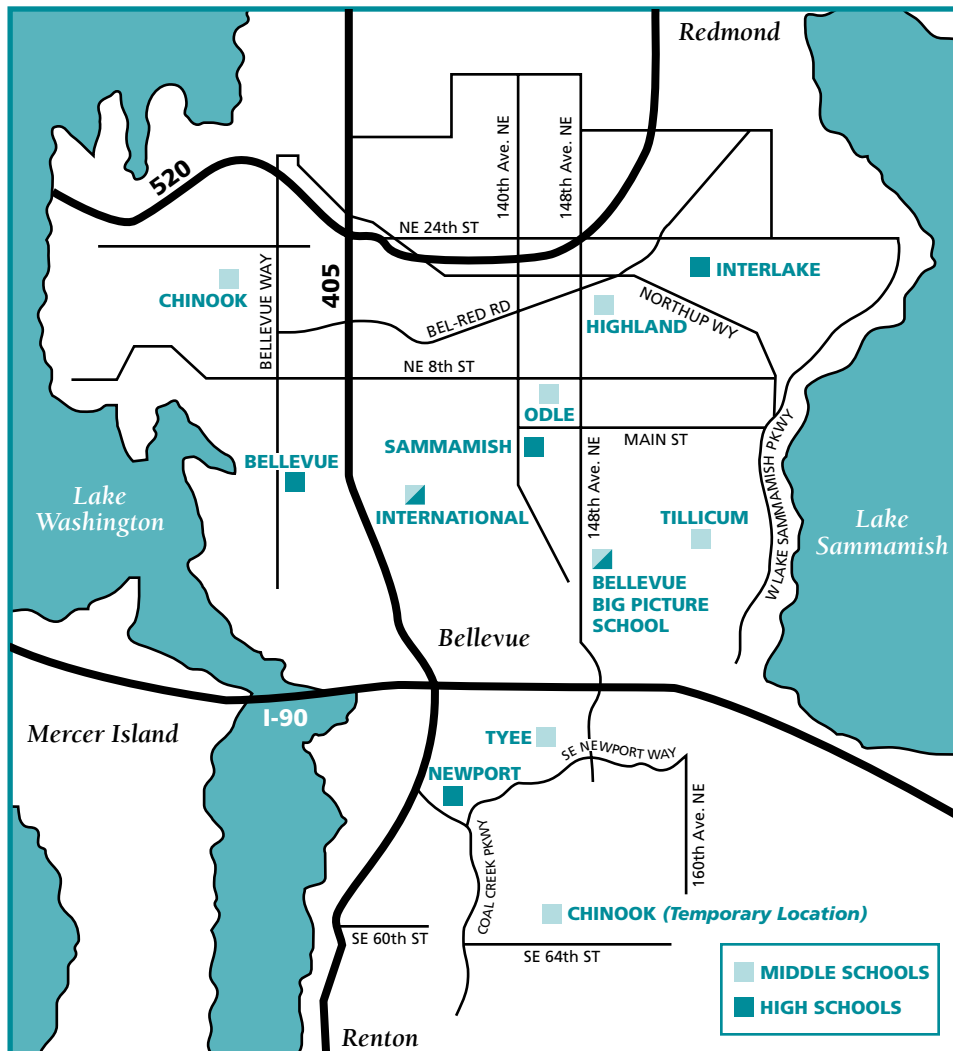 Redmond
520
140th Ave. NE
148th Ave. NE
NE 24th ST
BELLEVUE WAY
405
INTERLAKE
CHINOOK
BEL-RED RD
HIGHLAND
NORTHUP WY
NE 8th ST
ODLE
MAIN ST
SAMMAMISH
W LAKE SAMMAMISH PKWY
BELLEVUE
Lake
Washington
INTERNATIONAL
148th Ave. NE
TILLICUM
Lake
Sammamish
BELLEVUE
BIG PICTURE
SCHOOL
Bellevue
I-90
Mercer Island
TYEE
SE NEWPORT WAY
NEWPORT
160th Ave. NE
COAL CREEK PKWY
CHINOOK (Temporary Location)
SE 60th ST
SE 64th ST
MIDDLE SCHOOLS
HIGH SCHOOLS
Renton